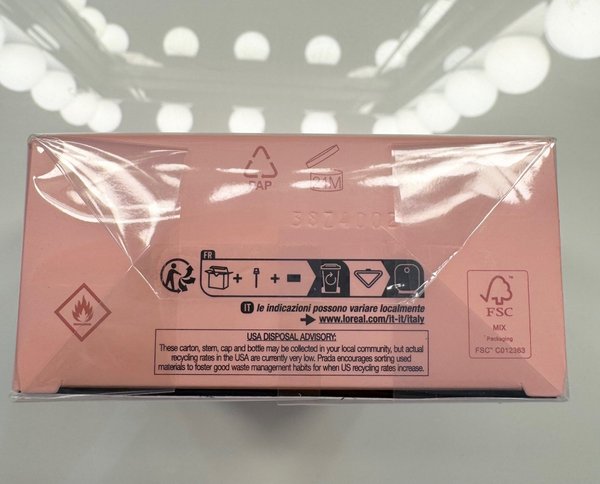 PAP
24M
38Z4002
FR
IT le indicazioni possono variare localmente
www.loreal.com/it-it/italy
USA DISPOSAL ADVISORY:
These carton, stem, cap and bottle may be collected in your local community, but actual
recycling rates in the USA are currently very low. Prada encourages sorting used
materials to foster good waste management habits for when US recycling rates increase.
FSC
MIX
Packaging
FSC™ C012363